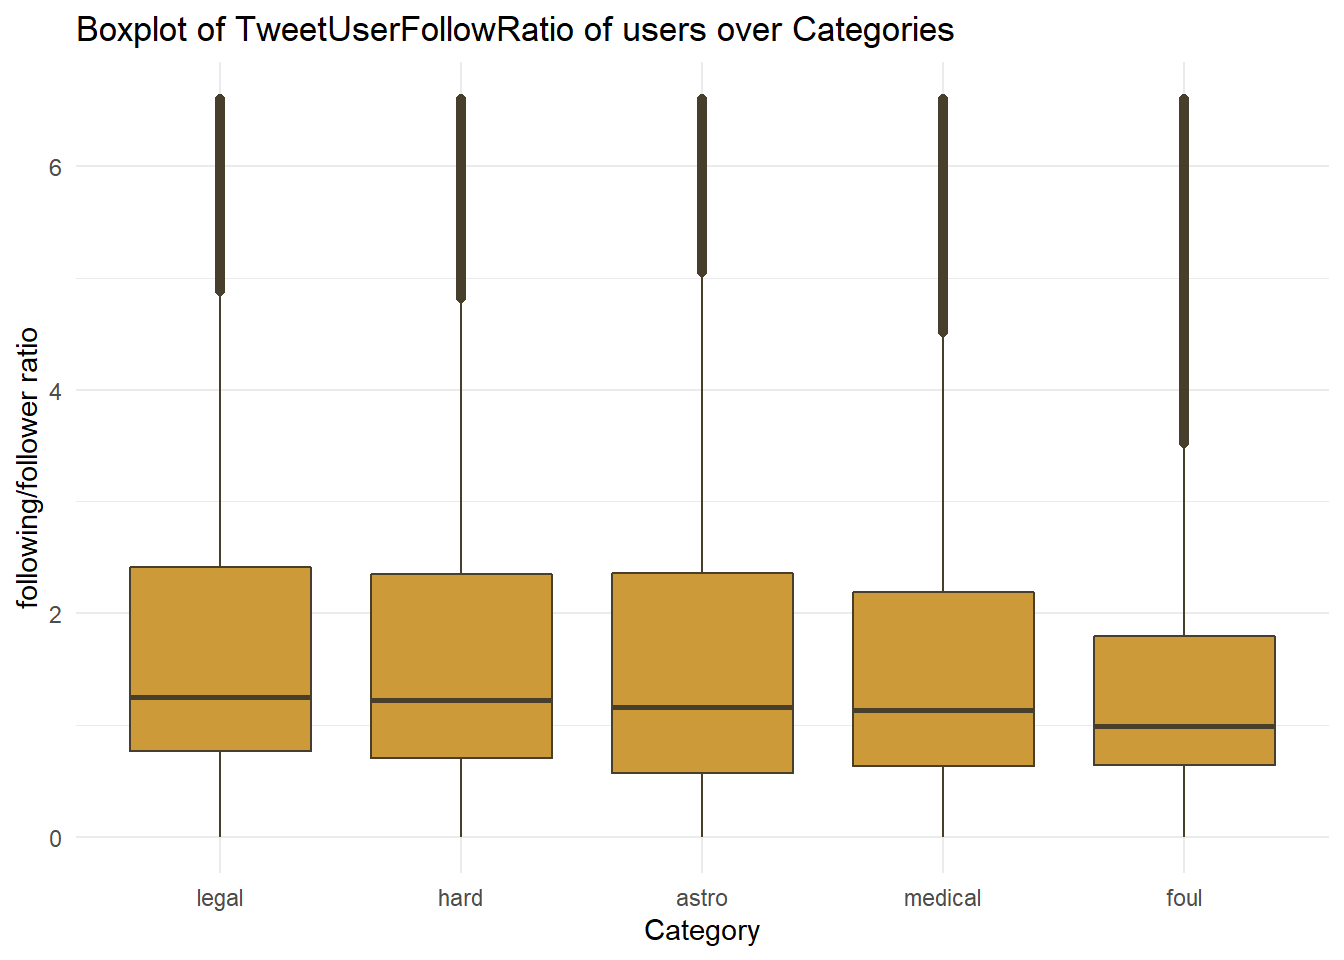 Boxplot of TweetUserFollowRatio of users over Categories
following/follower ratio
6
4
2
0
legal hard astro medical foul
Category